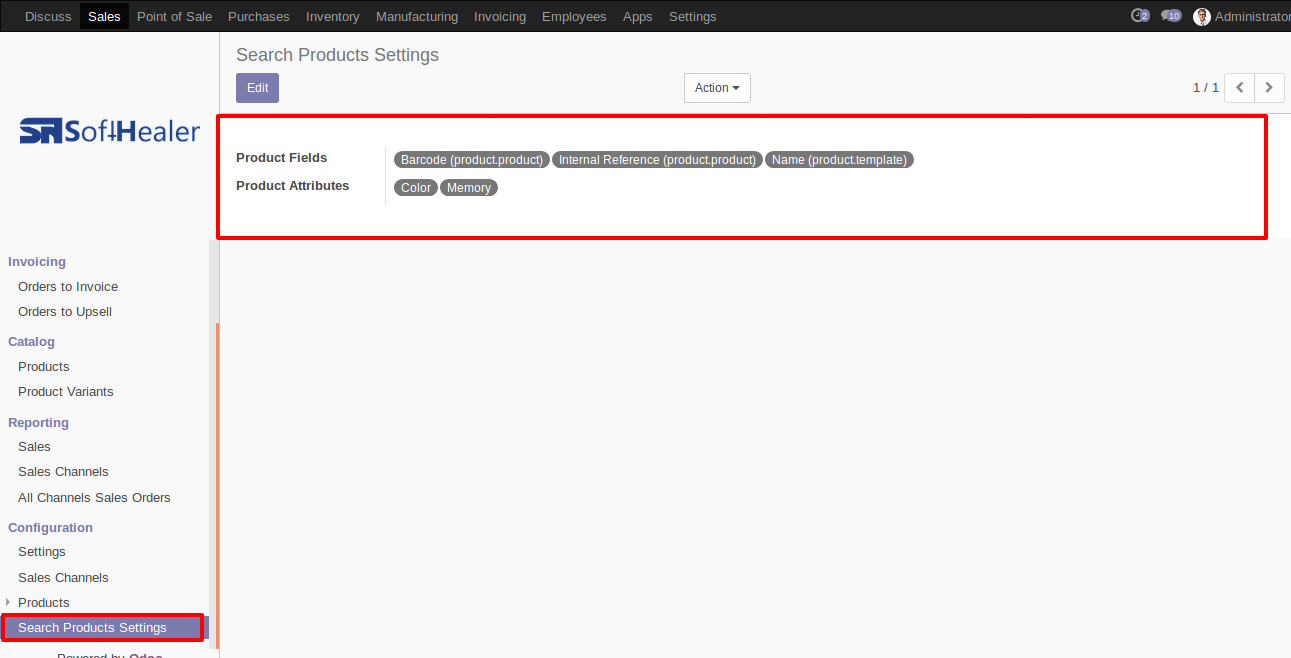 Discuss Sales Point of Sale Purchases Inventory Manufacturing Invoicing Employees Apps Settings 2 10 Administrator
Search Products Settings
Edit Action 1 / 1
SH SoftHealer
Product Fields Barcode (product.product) Internal Reference (product.product) Name (product.template)
Product Attributes Color Memory
Invoicing
Orders to Invoice
Orders to Upsell
Catalog
Products
Product Variants
Reporting
Sales
Sales Channels
All Channels Sales Orders
Configuration
Settings
Sales Channels
Products
Search Products Settings
Powered by Odoo